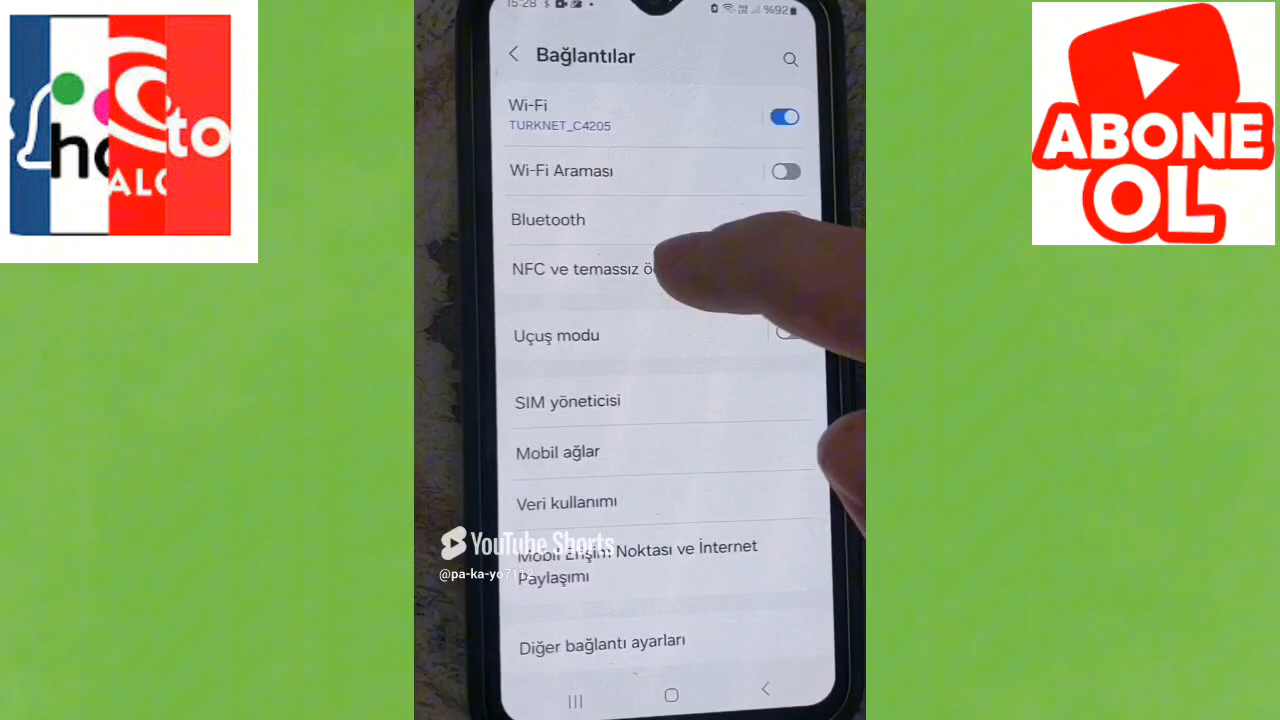 15:28
%92
Bağlantılar
Wi-Fi
TURKNET_C4205
Wi-Fi Araması
Bluetooth
NFC ve temassız
Uçuş modu
SIM yöneticisi
Mobil ağlar
Veri kullanımı
YouTube Shorts
Mobil Erişim Noktası ve İnternet
Paylaşımı
Diğer bağlantı ayarları
ABONE
OL
to